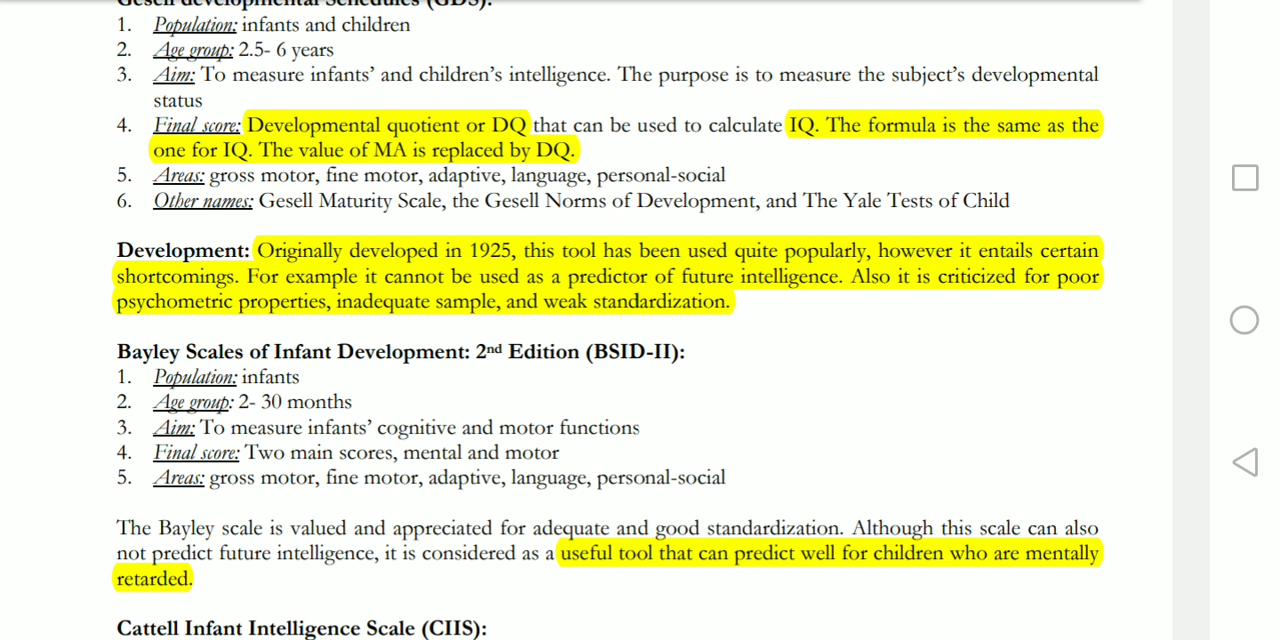 Gesell developmental Schedules (GDS):
1. Population: infants and children
2. Age group: 2.5- 6 years
3. Aim: To measure infants’ and children’s intelligence. The purpose is to measure the subject’s developmental
status
4. Final score: Developmental quotient or DQ that can be used to calculate IQ. The formula is the same as the
one for IQ. The value of MA is replaced by DQ.
5. Areas: gross motor, fine motor, adaptive, language, personal-social
6. Other names: Gesell Maturity Scale, the Gesell Norms of Development, and The Yale Tests of Child
Development: Originally developed in 1925, this tool has been used quite popularly, however it entails certain
shortcomings. For example it cannot be used as a predictor of future intelligence. Also it is criticized for poor
psychometric properties, inadequate sample, and weak standardization.
Bayley Scales of Infant Development: 2nd Edition (BSID-II):
1. Population: infants
2. Age group: 2- 30 months
3. Aim: To measure infants’ cognitive and motor functions
4. Final score: Two main scores, mental and motor
5. Areas: gross motor, fine motor, adaptive, language, personal-social
The Bayley scale is valued and appreciated for adequate and good standardization. Although this scale can also
not predict future intelligence, it is considered as a useful tool that can predict well for children who are mentally
retarded.
Cattell Infant Intelligence Scale (CIIS):